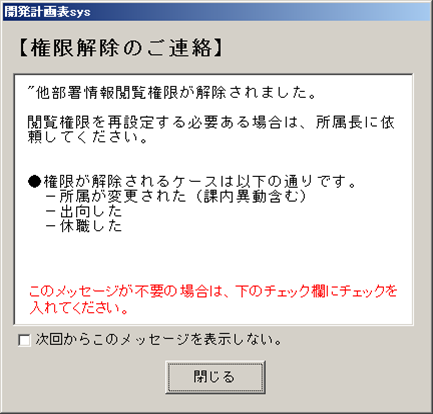 開発計画表sys
【権限解除のご連絡】
"他部署情報閲覧権限が解除されました。
閲覧権限を再設定する必要ある場合は、所属長に依
頼してください。
●権限が解除されるケースは以下の通りです。
－所属が変更された（課内異動含む）
－出向した
－休職した
このメッセージが不要の場合は、下のチェック欄にチェックを
入れてください。
次回からこのメッセージを表示しない。
閉じる